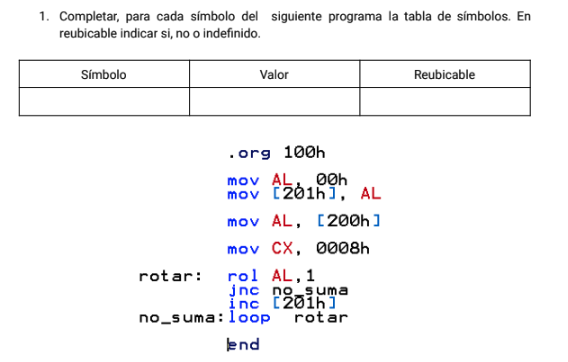 1. Completar, para cada símbolo del siguiente programa la tabla de símbolos. En
reubicable indicar si, no o indefinido.
Símbolo Valor Reubicable
.org 100h
mov AL, 00h
mov [201h], AL
mov AL, [200h]
mov CX, 0008h
rotar: rol AL,1
jnc no_suma
inc [201h]
no_suma:loop rotar
end